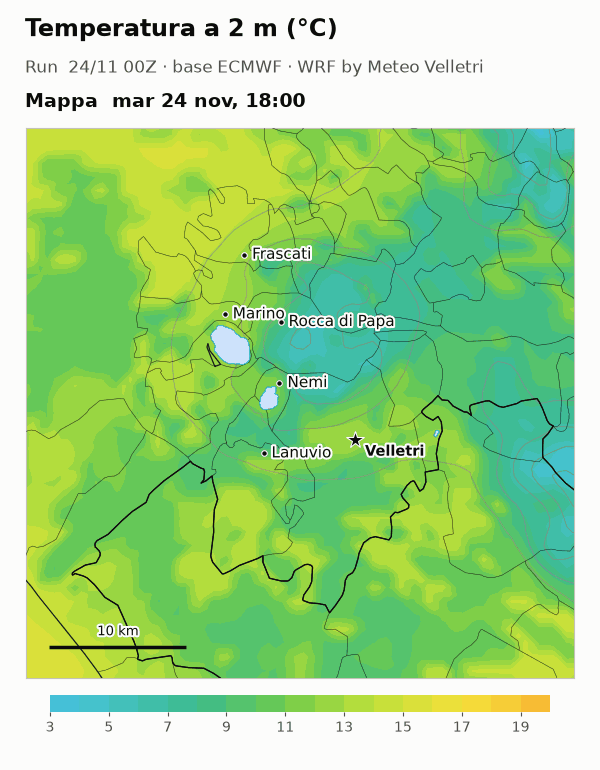 Temperatura a 2 m (°C)
Run  24/11 00Z · base ECMWF · WRF by Meteo Velletri
Mappa  mar 24 nov, 18:00
Frascati
Marino
Rocca di Papa
Nemi
Velletri
Lanuvio
10 km
3 5 7 9 11 13 15 17 19